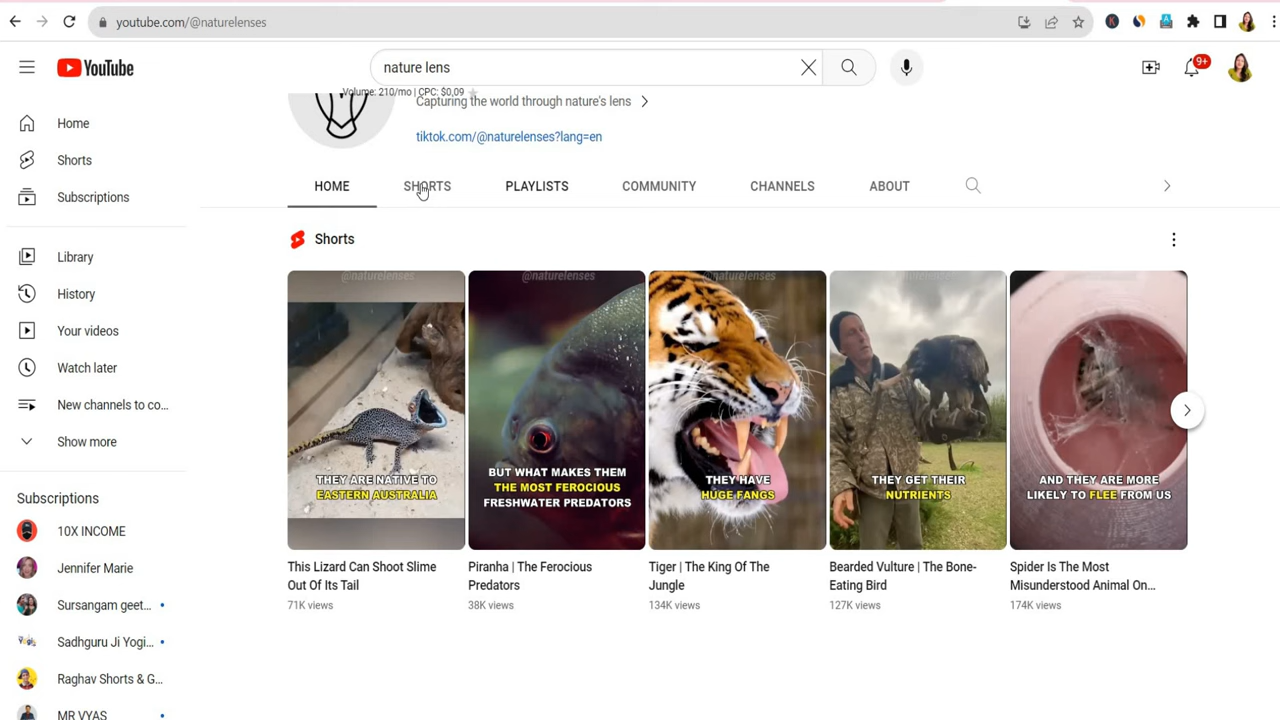 youtube.com/@naturelenses
YouTube
nature lens
9+
Volume: 210/mo | CPC: $0,09
Capturing the world through nature's lens
tiktok.com/@naturelenses?lang=en
Home
Shorts
Subscriptions
Library
History
Your videos
Watch later
New channels to co...
Show more
Subscriptions
10X INCOME
Jennifer Marie
Sursangam geet...
Sadhguru Ji Yogi...
Raghav Shorts & G...
MR VYAS
HOME
SHORTS
PLAYLISTS
COMMUNITY
CHANNELS
ABOUT
Shorts
@naturelenses
THEY ARE NATIVE TO
EASTERN AUSTRALIA
This Lizard Can Shoot Slime
Out Of Its Tail
71K views
@naturelenses
BUT WHAT MAKES THEM
THE MOST FEROCIOUS
FRESHWATER PREDATORS
Piranha | The Ferocious
Predators
38K views
@naturelenses
THEY HAVE
HUGE FANGS
Tiger | The King Of The
Jungle
134K views
@naturelenses
THEY GET THEIR
NUTRIENTS
Bearded Vulture | The Bone-
Eating Bird
127K views
@naturelenses
AND THEY ARE MORE
LIKELY TO FLEE FROM US
Spider Is The Most
Misunderstood Animal On...
174K views